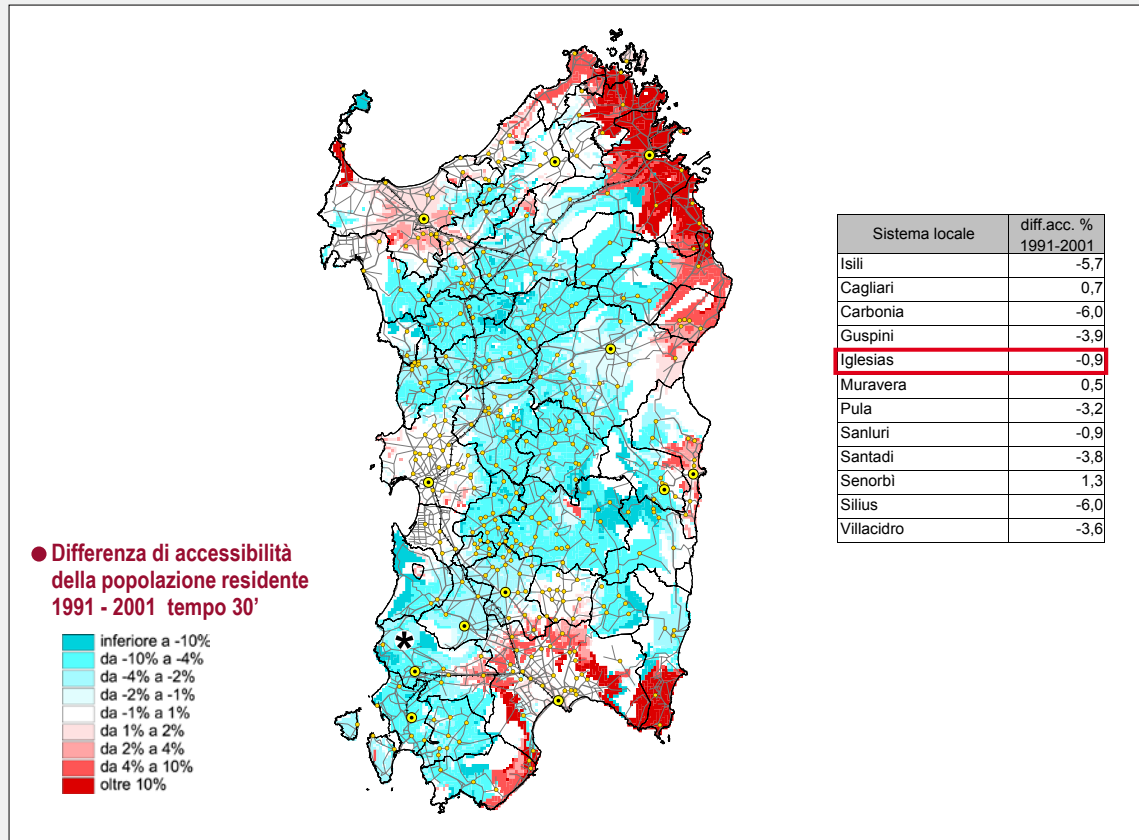 Sistema locale diff.acc. % 1991-2001
Isili -5,7
Cagliari 0,7
Carbonia -6,0
Guspini -3,9
Iglesias -0,9
Muravera 0,5
Pula -3,2
Sanluri -0,9
Santadi -3,8
Senorbì 1,3
Silius -6,0
Villacidro -3,6
Differenza di accessibilità
della popolazione residente
1991 - 2001 tempo 30'
inferiore a -10%
da -10% a -4%
da -4% a -2%
da -2% a -1%
da -1% a 1%
da 1% a 2%
da 2% a 4%
da 4% a 10%
oltre 10%
*